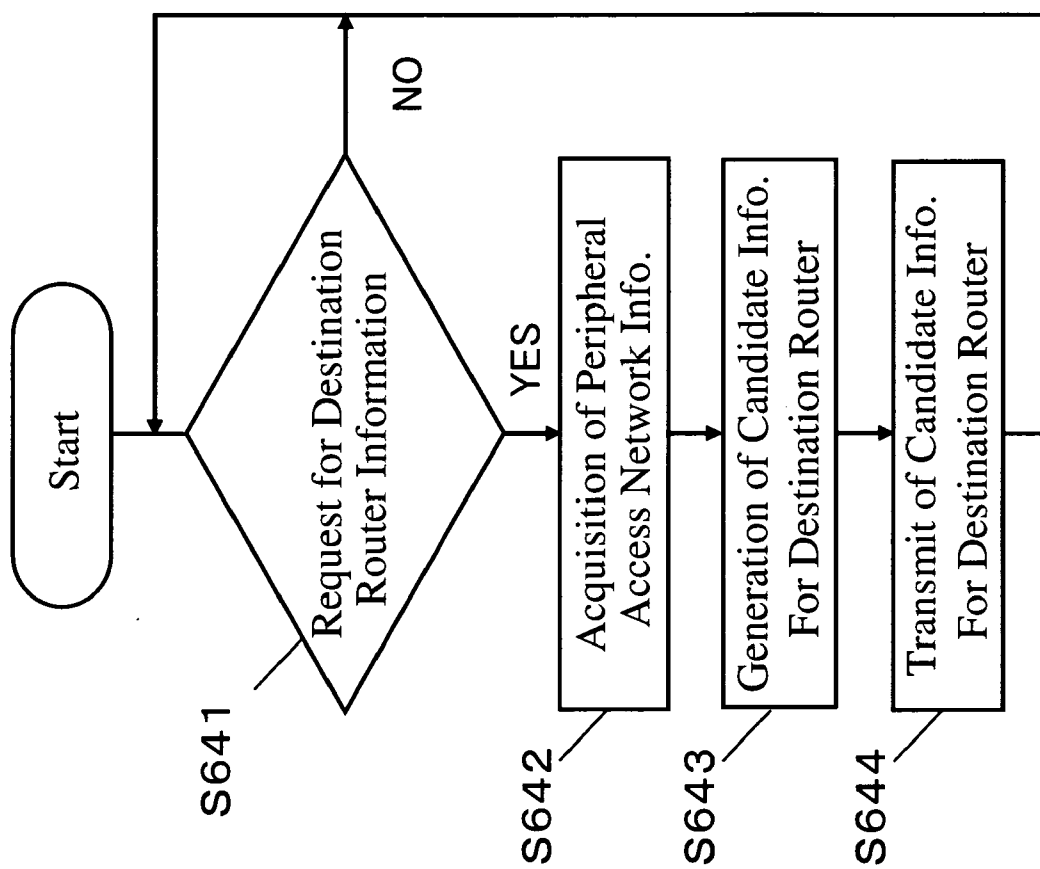 Start
S641
Request for Destination
Router Information
NO
YES
S642
Acquisition of Peripheral
Access Network Info.
S643
Generation of Candidate Info.
For Destination Router
S644
Transmit of Candidate Info.
For Destination Router